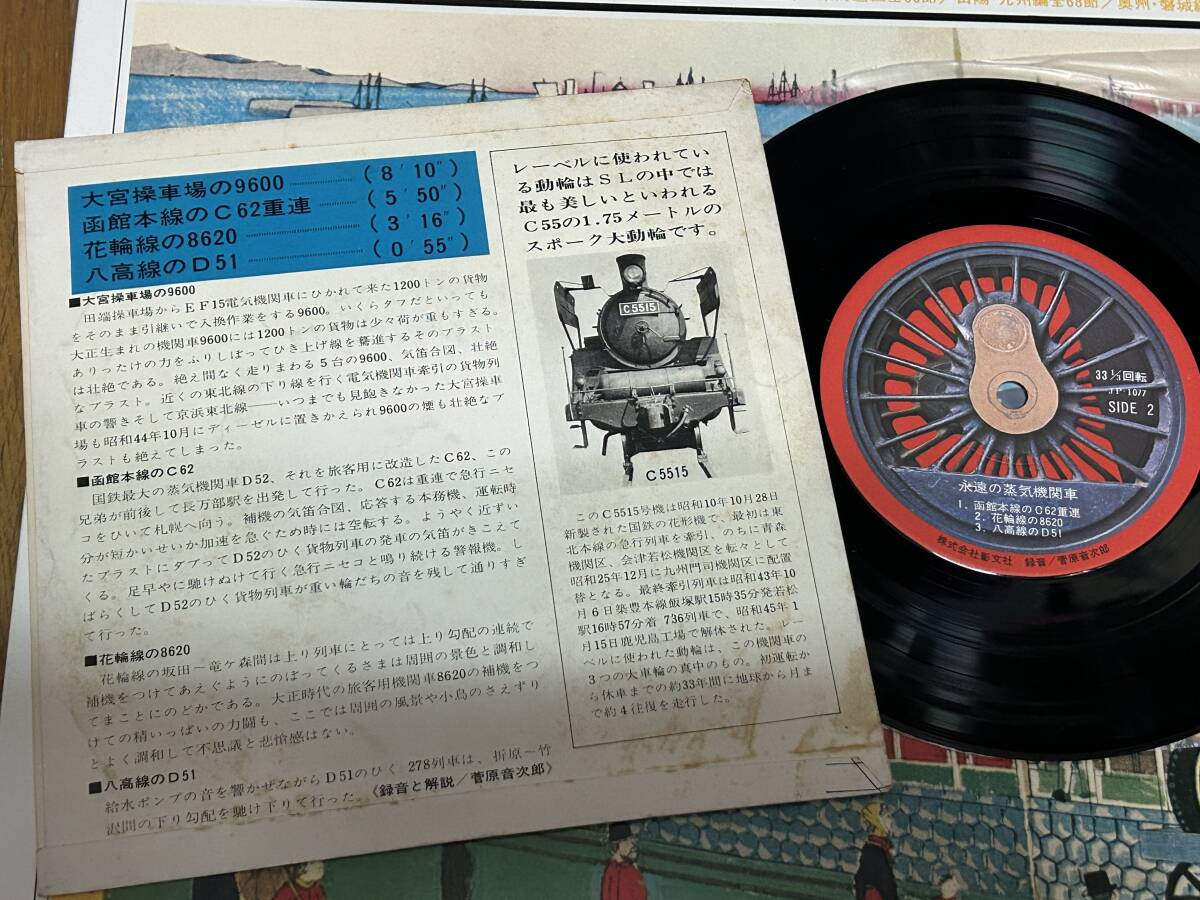 大宮操車場の9600 (8′10″)
函館本線のC62重連 (5′50″)
花輪線の8620 (3′16″)
八高線のD51 (0′55″)
■大宮操車場の9600
田端操車場からEF15電気機関車にひかれて来た1200トンの貨物
をそのまま引継いで入換作業をする9600。いくらタフだといっても
大正生まれの機関車9600には1200トンの貨物は少々荷が重もすぎる。
ありったけの力をふりしぼってひき上げ線を驀進するそのブラスト
は壮絶である。絶え間なく走りまわる5台の9600、気笛合図、壮絶
なブラスト。近くの東北線の下り線を行く電気機関車牽引の貨物列
車の響きそして京浜東北線——いつまでも見飽きなかった大宮操車
場も昭和44年10月にディーゼルに置きかえられ9600の煙も壮絶なブ
ラストも絶えてしまった。
■函館本線のC62
国鉄最大の蒸気機関車D52、それを旅客用に改造したC62、この
兄弟が前後して長万部駅を出発して行った。C62は重連で急行ニセ
コをひいて札幌へ向う。補機の気笛合図、応答する本務機、運転時
分が短かいせいか加速を急ぐため時には空転する。ようやく近ずい
たブラストにダブってD52のひく貨物列車の発車の気笛がきこえて
くる。足早やに馳けぬけて行く急行ニセコと鳴り続ける警報機。し
ばらくしてD52のひく貨物列車が重い輪だちの音を残して通りすぎ
て行った。
■花輪線の8620
花輪線の坂田－竜ケ森間は上り列車にとっては上り勾配の連続で
補機をつけてあえぐようにのぼってくるさまは周囲の景色と調和し
てまことにのどかである。大正時代の旅客用機関車8620の補機をつ
けての精いっぱいの力闘も、ここでは周囲の風景や小鳥のさえずり
とよく調和して不思議と悲愴感はない。
■八高線のD51
給水ポンプの音を響かせながらD51のひく 278列車は、折原－竹
沢間の下り勾配を馳け下りて行った。《録音と解説／菅原音次郎》
レーベルに使われてい
る動輪はSLの中では
最も美しいといわれる
C55の1.75メートルの
スポーク大動輪です。
C5515
C5515
このC5515号機は昭和10年10月28日
新製された国鉄の花形機で、最初は東
北本線の急行列車を牽引、のちに青森
機関区、会津若松機関区を転々として
昭和25年12月に九州門司機関区に配置
替となる。最終牽引列車は昭和43年10
月6日築豊本線飯塚駅15時35分発若松
駅16時57分着 736列車で、昭和45年1
月15日鹿児島工場で解体された。レー
ベルに使われた動輪は、この機関車の
3つの大車輪の真中のもの。初運転か
ら休車までの約33年間に地球から月ま
で約4往復を走行した。
33⅓回転
JP-1077
SIDE 2
永遠の蒸気機関車
1. 函館本線のC62重連
2. 花輪線の8620
3. 八高線のD51
株式会社彰文社 録音／菅原音次郎